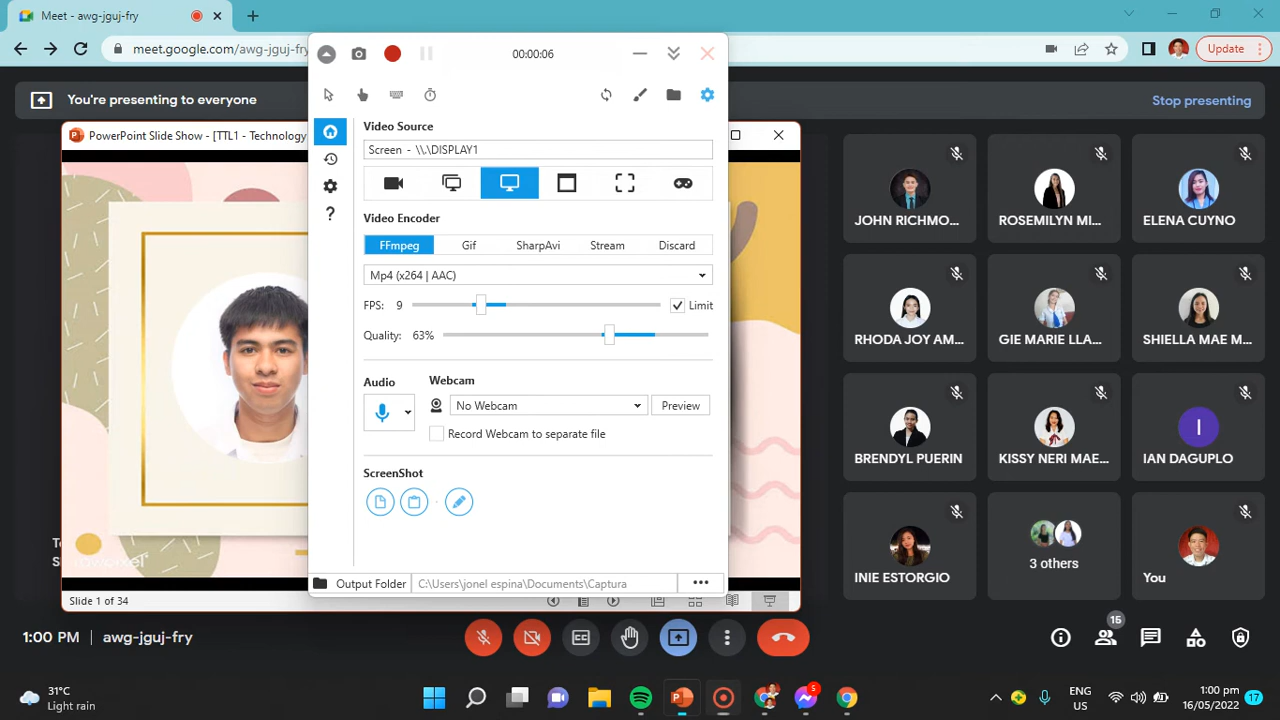 Meet - awg-jguj-fry
meet.google.com/awg-jguj-fry
Update
You're presenting to everyone
Stop presenting
PowerPoint Slide Show - [TTL1 - Technology
00:00:06
Video Source
Screen - \\.\DISPLAY1
Video Encoder
FFmpeg Gif SharpAvi Stream Discard
Mp4 (x264 | AAC)
FPS: 9 Limit
Quality: 63%
Audio Webcam
No Webcam Preview
Record Webcam to separate file
ScreenShot
Output Folder C:\Users\jonel espina\Documents\Captura
Slide 1 of 34
JOHN RICHMO... ROSEMILYN MI... ELENA CUYNO
RHODA JOY AM... GIE MARIE LLA... SHIELLA MAE M...
BRENDYL PUERIN KISSY NERI MAE... I IAN DAGUPLO
INIE ESTORGIO 3 others You
1:00 PM awg-jguj-fry
15
31°C
Light rain
5
ENG
US
1:00 pm
16/05/2022
17